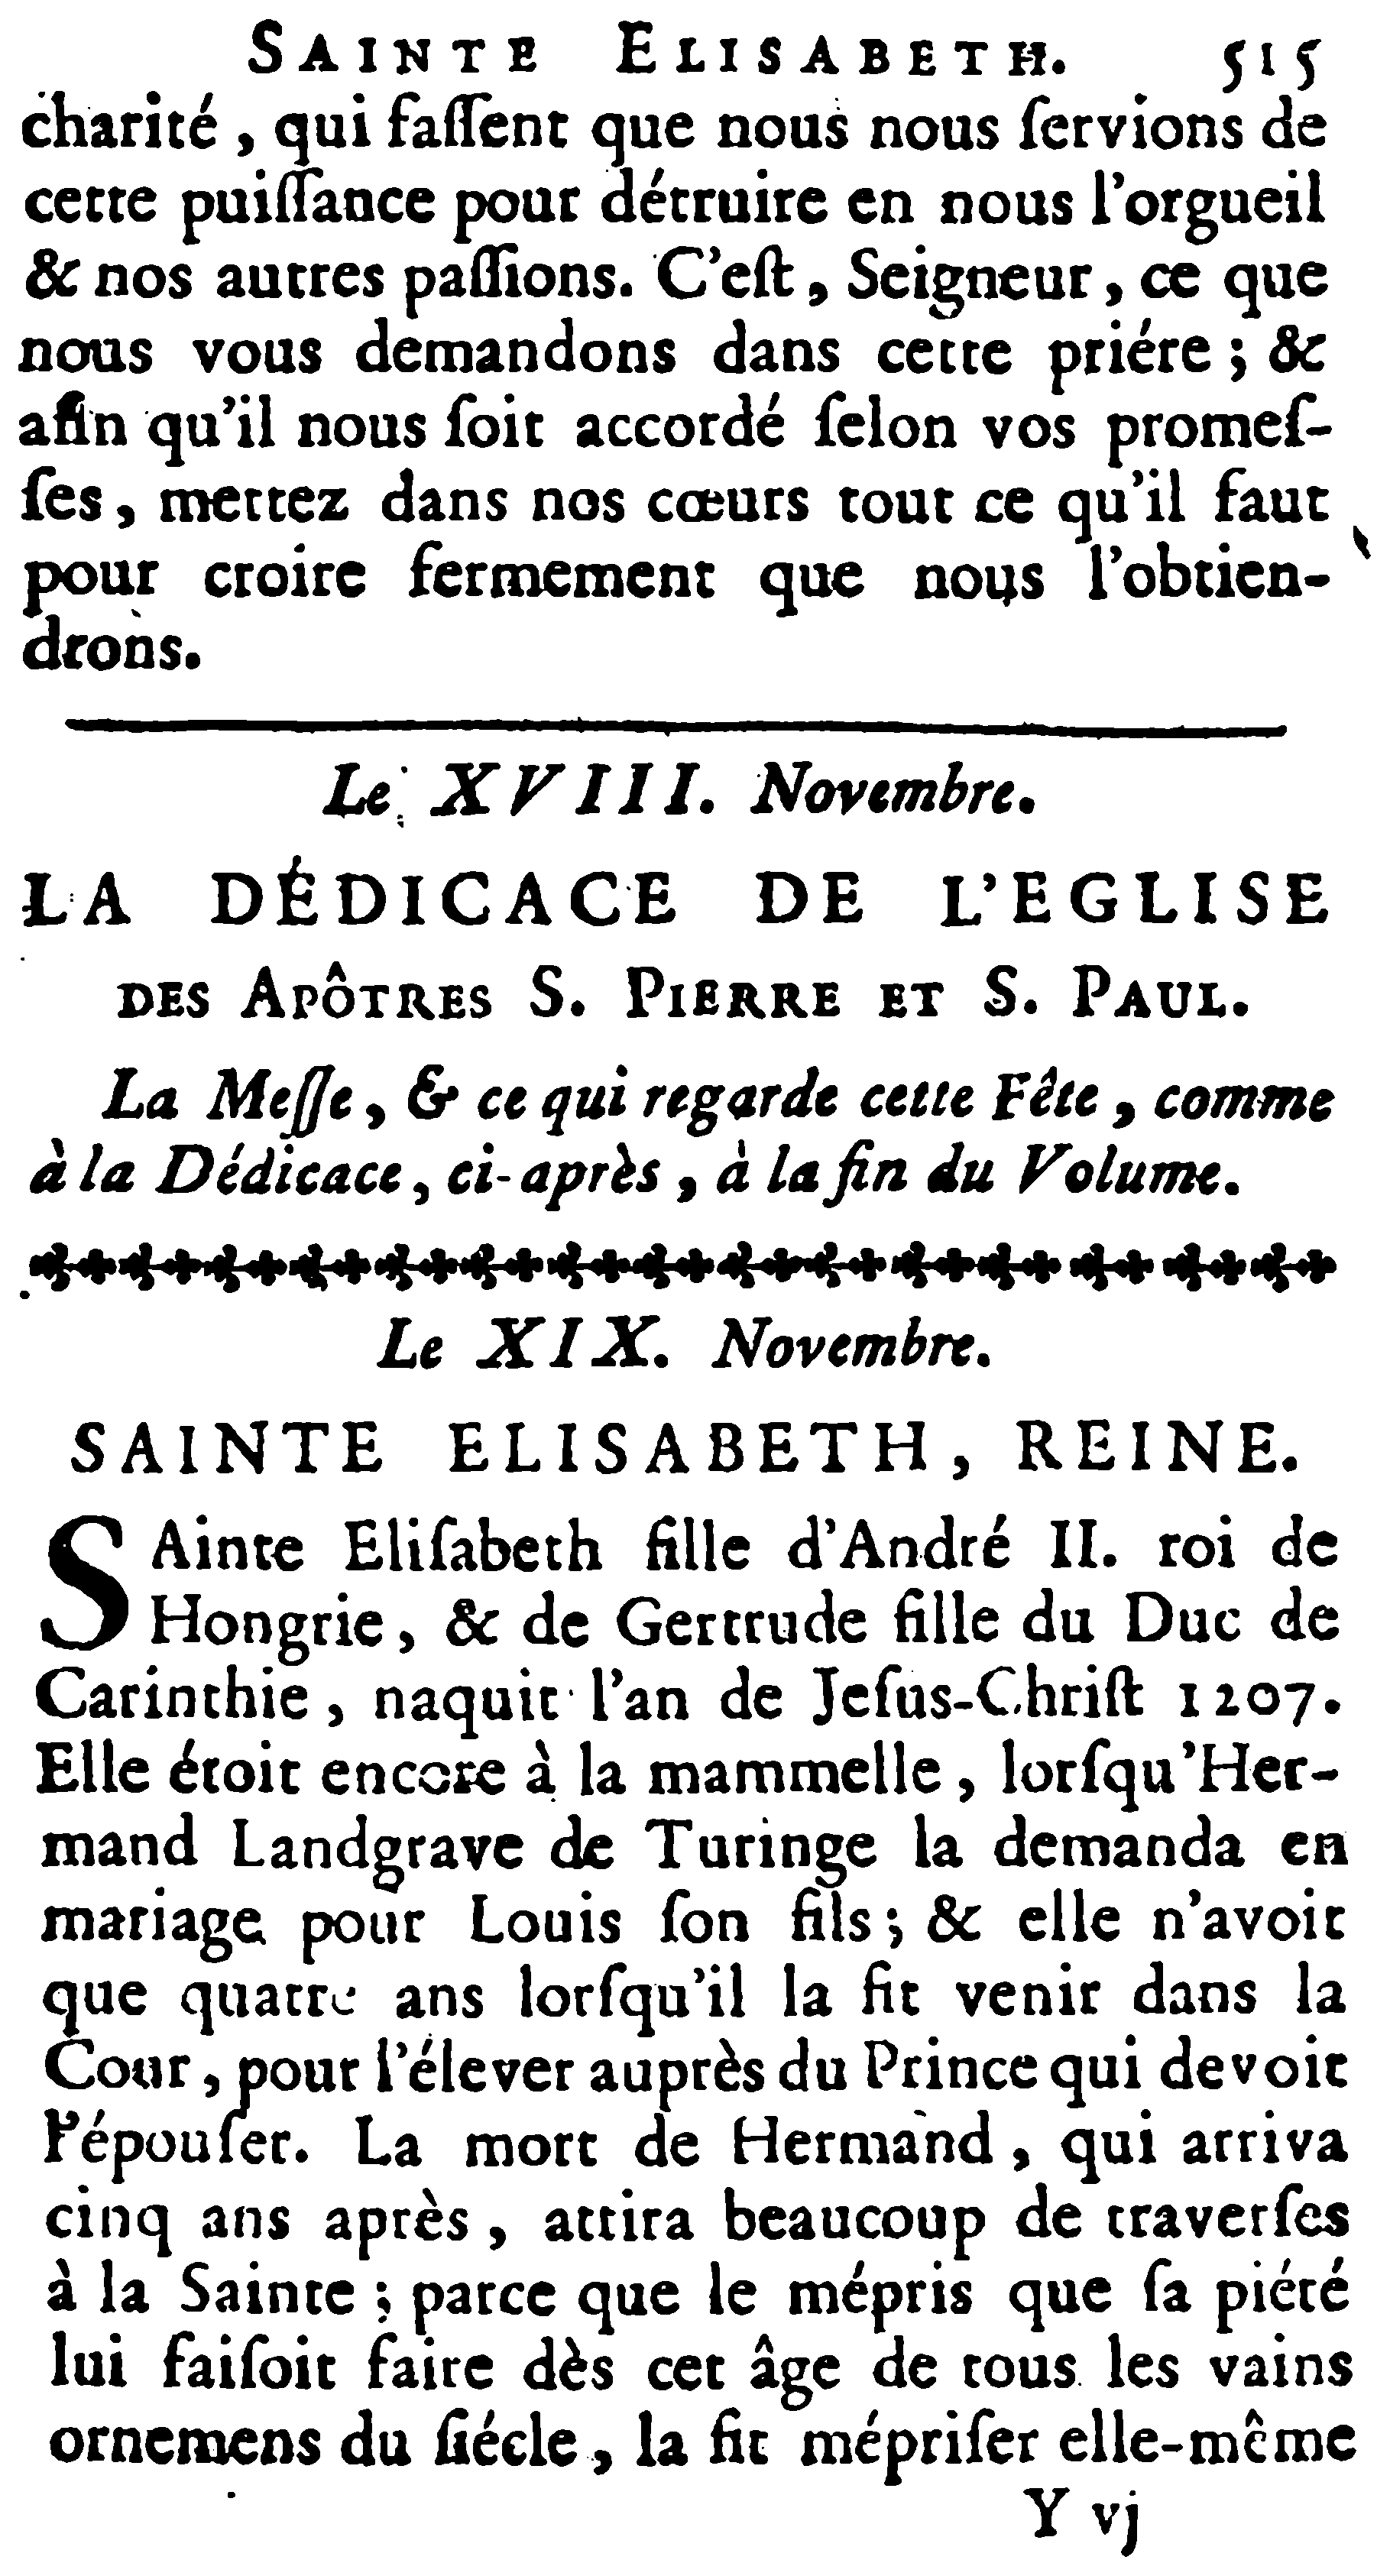 SAINTE ELISABETH. 515
charité, qui faſſent que nous nous ſervions de
cette puiſſance pour détruire en nous l'orgueil
& nos autres paſſions. C'eſt, Seigneur, ce que
nous vous demandons dans cette priére ; &
afin qu'il nous ſoit accordé ſelon vos promeſ-
ſes, mettez dans nos cœurs tout ce qu'il faut
pour croire fermement que nous l'obtien-
drons.
Le XVIII. Novembre.
LA DÉDICACE DE L'EGLISE
DES APÔTRES S. PIERRE ET S. PAUL.
La Meſſe, & ce qui regarde cette Fête, comme
à la Dédicace, ci-après, à la fin du Volume.
Le XIX. Novembre.
SAINTE ELISABETH, REINE.
SAinte Eliſabeth fille d'André II. roi de
Hongrie, & de Gertrude fille du Duc de
Carinthie, naquit l'an de Jeſus-Chriſt 1207.
Elle étoit encore à la mammelle, lorſqu'Her-
mand Landgrave de Turinge la demanda en
mariage pour Louis ſon fils; & elle n'avoit
que quatre ans lorſqu'il la fit venir dans la
Cour, pour l'élever auprès du Prince qui devoit
l'épouſer. La mort de Hermand, qui arriva
cinq ans après, attira beaucoup de traverſes
à la Sainte ; parce que le mépris que ſa piété
lui faiſoit faire dès cet âge de tous les vains
ornemens du ſiécle, la fit mépriſer elle-même
Y vj